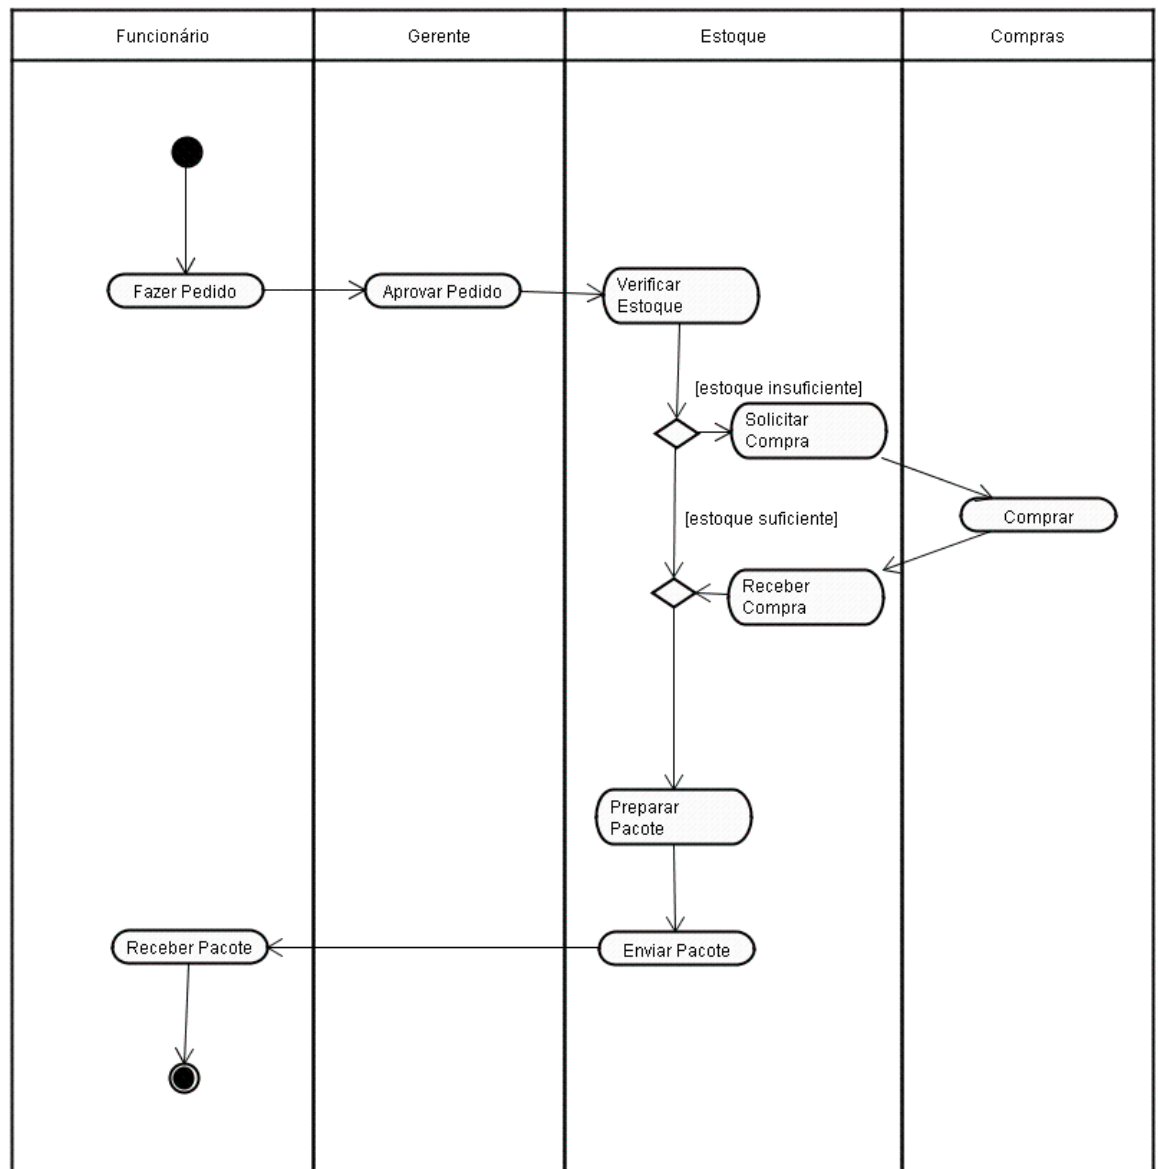 Funcionário
Gerente
Estoque
Compras
Fazer Pedido
Aprovar Pedido
Verificar
Estoque
[estoque insuficiente]
Solicitar
Compra
Comprar
[estoque suficiente]
Receber
Compra
Preparar
Pacote
Receber Pacote
Enviar Pacote